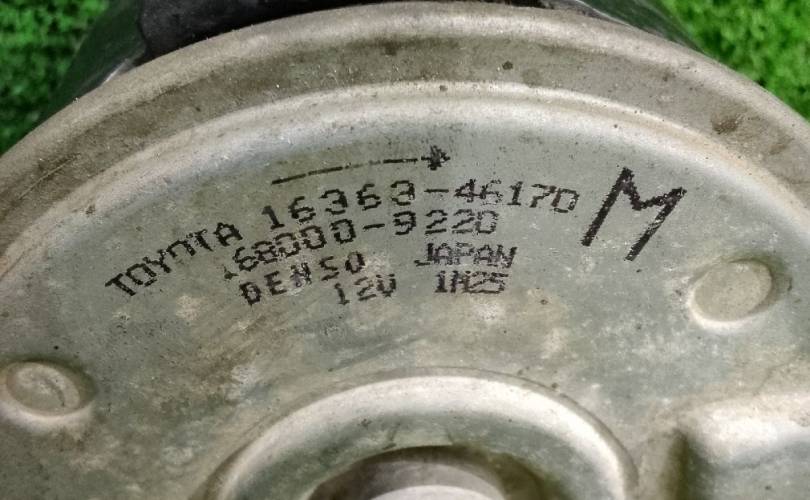 TOYOTA 16363-46170 M
168000-9220
DENSO JAPAN
12V 1M25